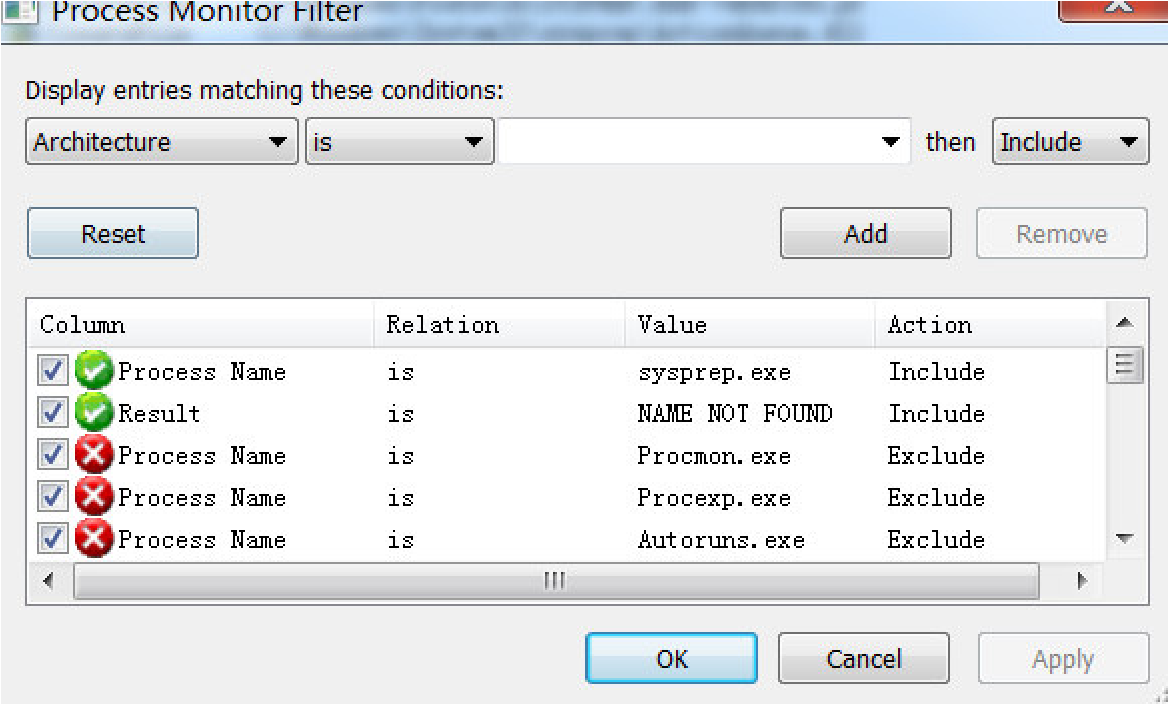 Process Monitor Filter
Display entries matching these conditions:
Architecture is then Include
Reset Add Remove
Column Relation Value Action
Process Name is sysprep.exe Include
Result is NAME NOT FOUND Include
Process Name is Procmon.exe Exclude
Process Name is Procexp.exe Exclude
Process Name is Autoruns.exe Exclude
OK Cancel Apply